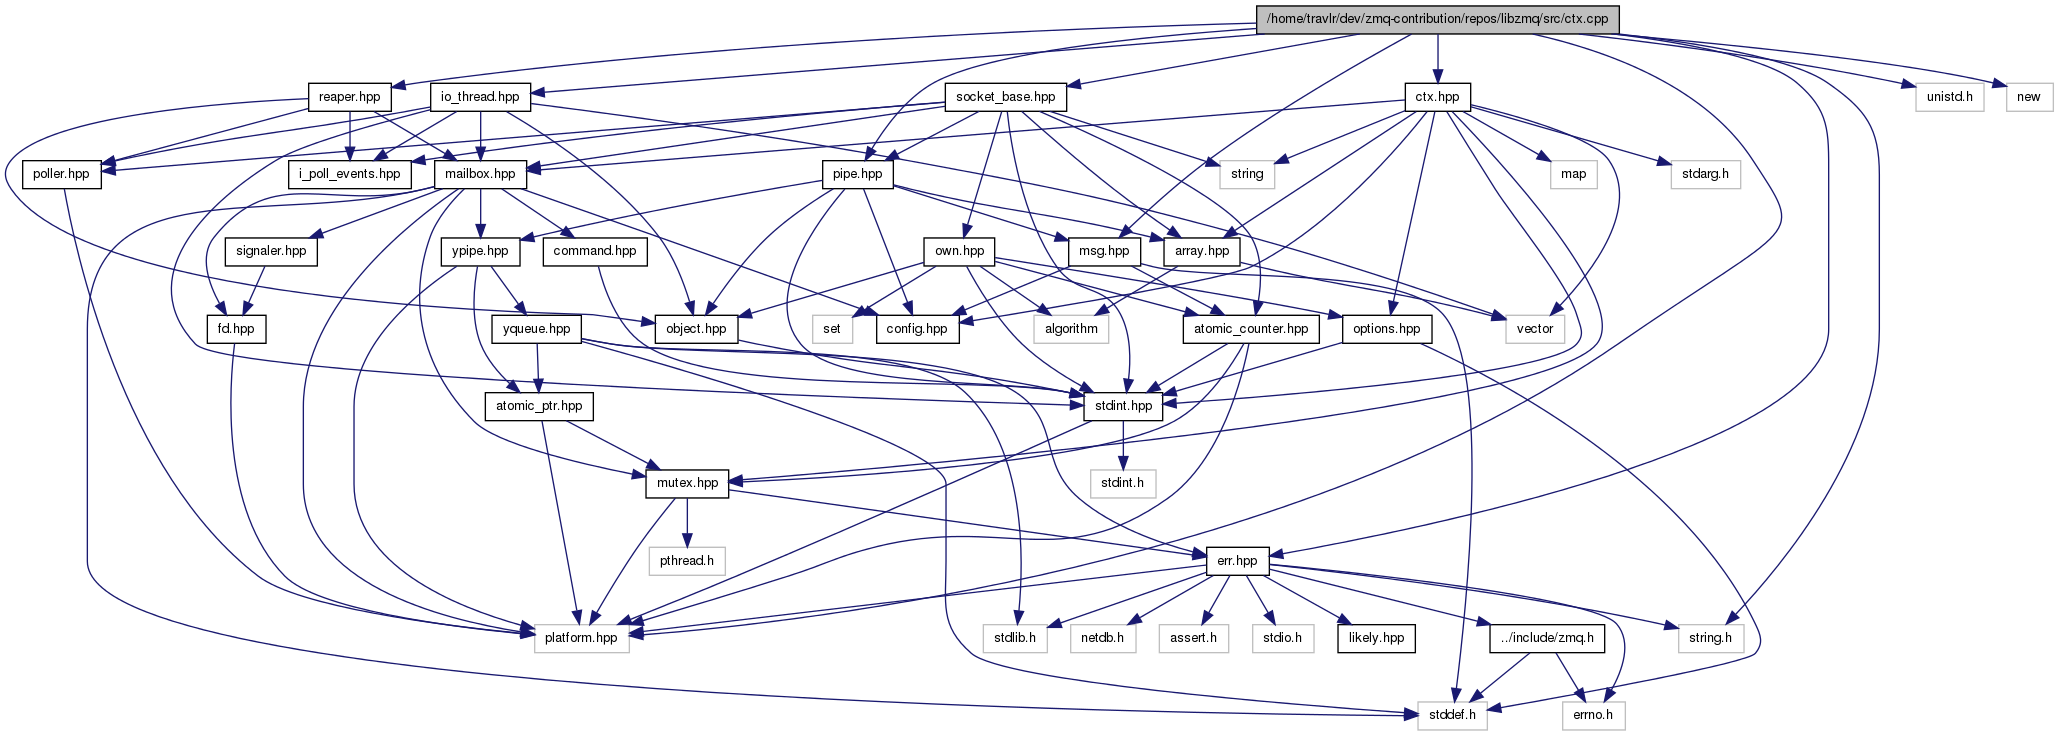 /home/travlr/dev/zmq-contribution/repos/libzmq/src/ctx.cpp
reaper.hpp
io_thread.hpp
socket_base.hpp
ctx.hpp
unistd.h
new
poller.hpp
i_poll_events.hpp
mailbox.hpp
pipe.hpp
string
map
stdarg.h
signaler.hpp
ypipe.hpp
command.hpp
own.hpp
msg.hpp
array.hpp
fd.hpp
yqueue.hpp
object.hpp
set
config.hpp
algorithm
atomic_counter.hpp
options.hpp
vector
atomic_ptr.hpp
stdint.hpp
mutex.hpp
stdint.h
pthread.h
err.hpp
platform.hpp
stdlib.h
netdb.h
assert.h
stdio.h
likely.hpp
../include/zmq.h
string.h
stddef.h
errno.h